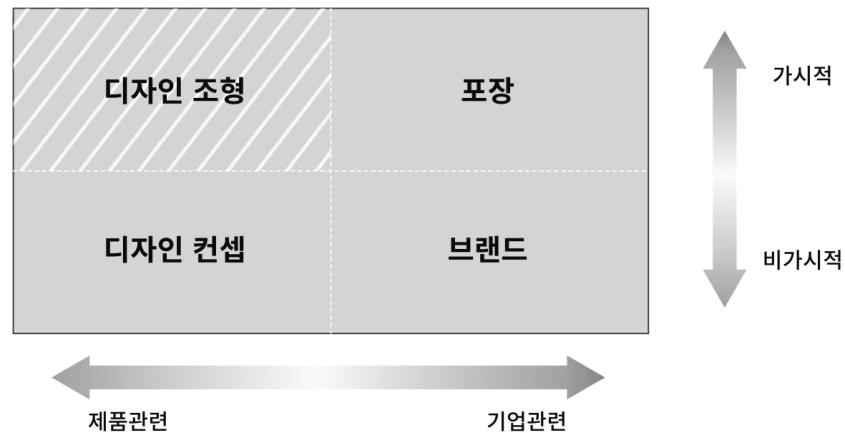 디자인 조형
포장
가시적
디자인 컨셉
브랜드
비가시적
제품관련
기업관련